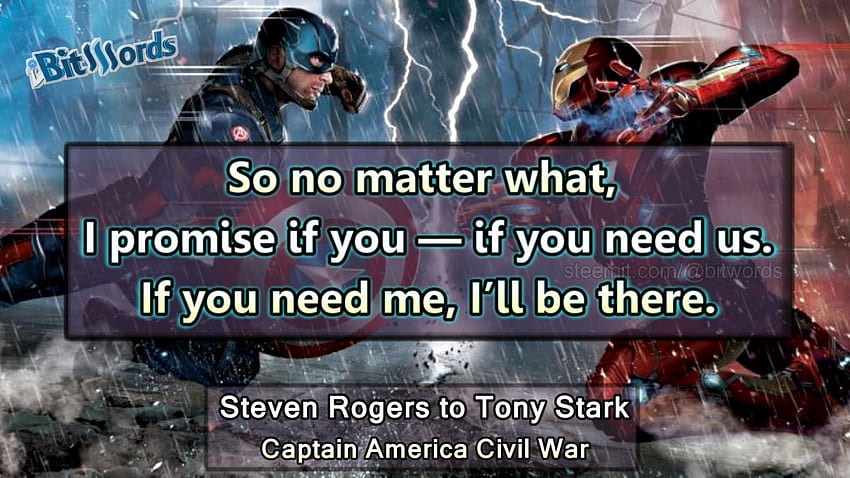 BitWords
So no matter what,
I promise if you — if you need us.
steemit.com/@bitwords
If you need me, I’ll be there.
Steven Rogers to Tony Stark
Captain America Civil War